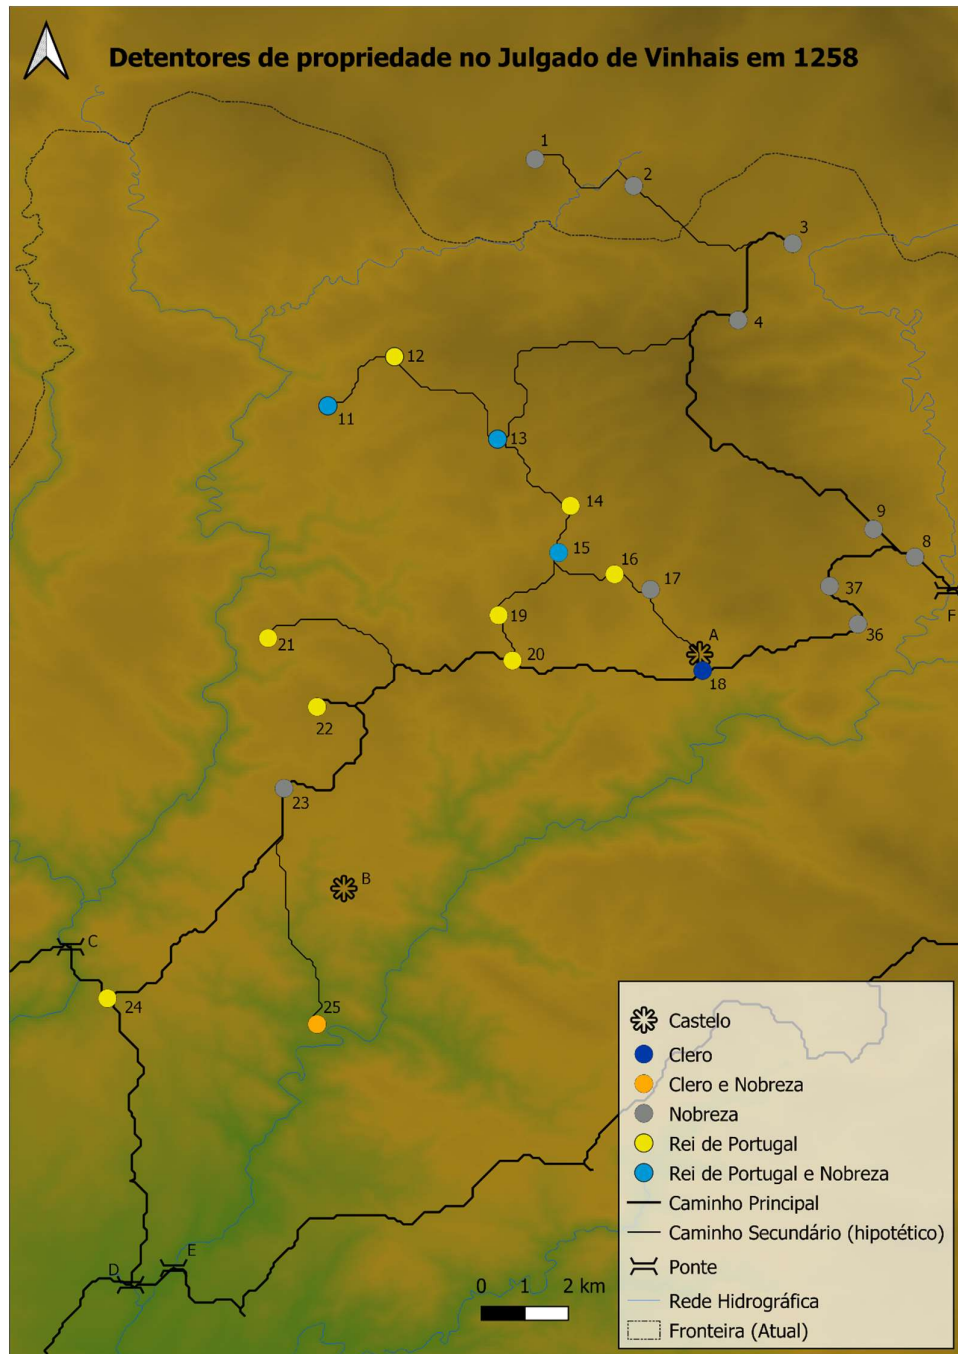 Detentores de propriedade no Julgado de Vinhais em 1258
1
2
3
4
12
11
13
14
9
15
8
16
17
37
F
19
36
A
21
20
18
22
23
B
C
24
25
Castelo
Clero
Clero e Nobreza
Nobreza
Rei de Portugal
Rei de Portugal e Nobreza
Caminho Principal
Caminho Secundário (hipotético)
Ponte
Rede Hidrográfica
Fronteira (Atual)
D
E
0 1 2 km